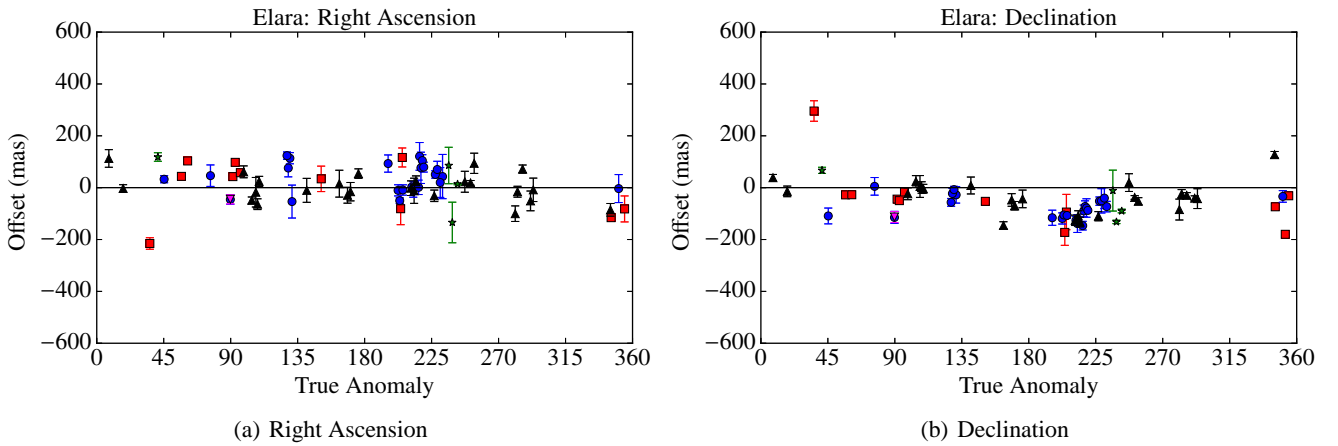 Elara: Right Ascension
600
400
200
0
−200
−400
−600
Offset (mas)
0 45 90 135 180 225 270 315 360
True Anomaly
(a) Right Ascension
Elara: Declination
600
400
200
0
−200
−400
−600
Offset (mas)
0 45 90 135 180 225 270 315 360
True Anomaly
(b) Declination